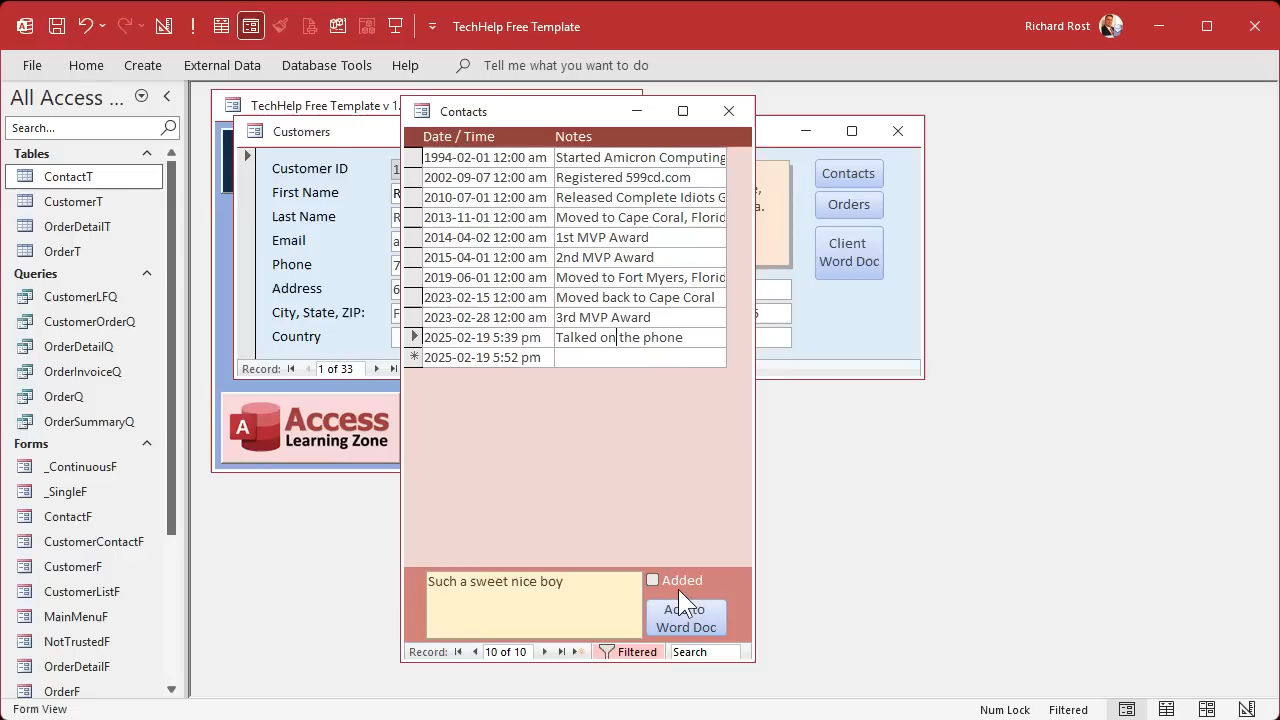 TechHelp Free Template
Richard Rost
File Home Create External Data Database Tools Help Tell me what you want to do
All Access ...
Search...
Tables
ContactT
CustomerT
OrderDetailT
OrderT
Queries
CustomerLFQ
CustomerOrderQ
OrderDetailQ
OrderInvoiceQ
OrderQ
OrderSummaryQ
Forms
_ContinuousF
_SingleF
ContactF
CustomerContactF
CustomerF
CustomerListF
MainMenuF
NotTrustedF
OrderDetailF
OrderF
TechHelp Free Template v 1.
Customers
Customer ID 1
First Name R
Last Name R
Email a
Phone 7
Address 6
City, State, ZIP: F
Country
Record: 1 of 33
A Access
Learning Zone
Contacts
Orders
Client
Word Doc
Contacts
Date / Time Notes
1994-02-01 12:00 am Started Amicron Computing
2002-09-07 12:00 am Registered 599cd.com
2010-07-01 12:00 am Released Complete Idiots G
2013-11-01 12:00 am Moved to Cape Coral, Florid
2014-04-02 12:00 am 1st MVP Award
2015-04-01 12:00 am 2nd MVP Award
2019-06-01 12:00 am Moved to Fort Myers, Florid
2023-02-15 12:00 am Moved back to Cape Coral
2023-02-28 12:00 am 3rd MVP Award
2025-02-19 5:39 pm Talked on the phone
2025-02-19 5:52 pm
Such a sweet nice boy
Added
Add to
Word Doc
Record: 10 of 10 Filtered Search
Form View
Num Lock Filtered